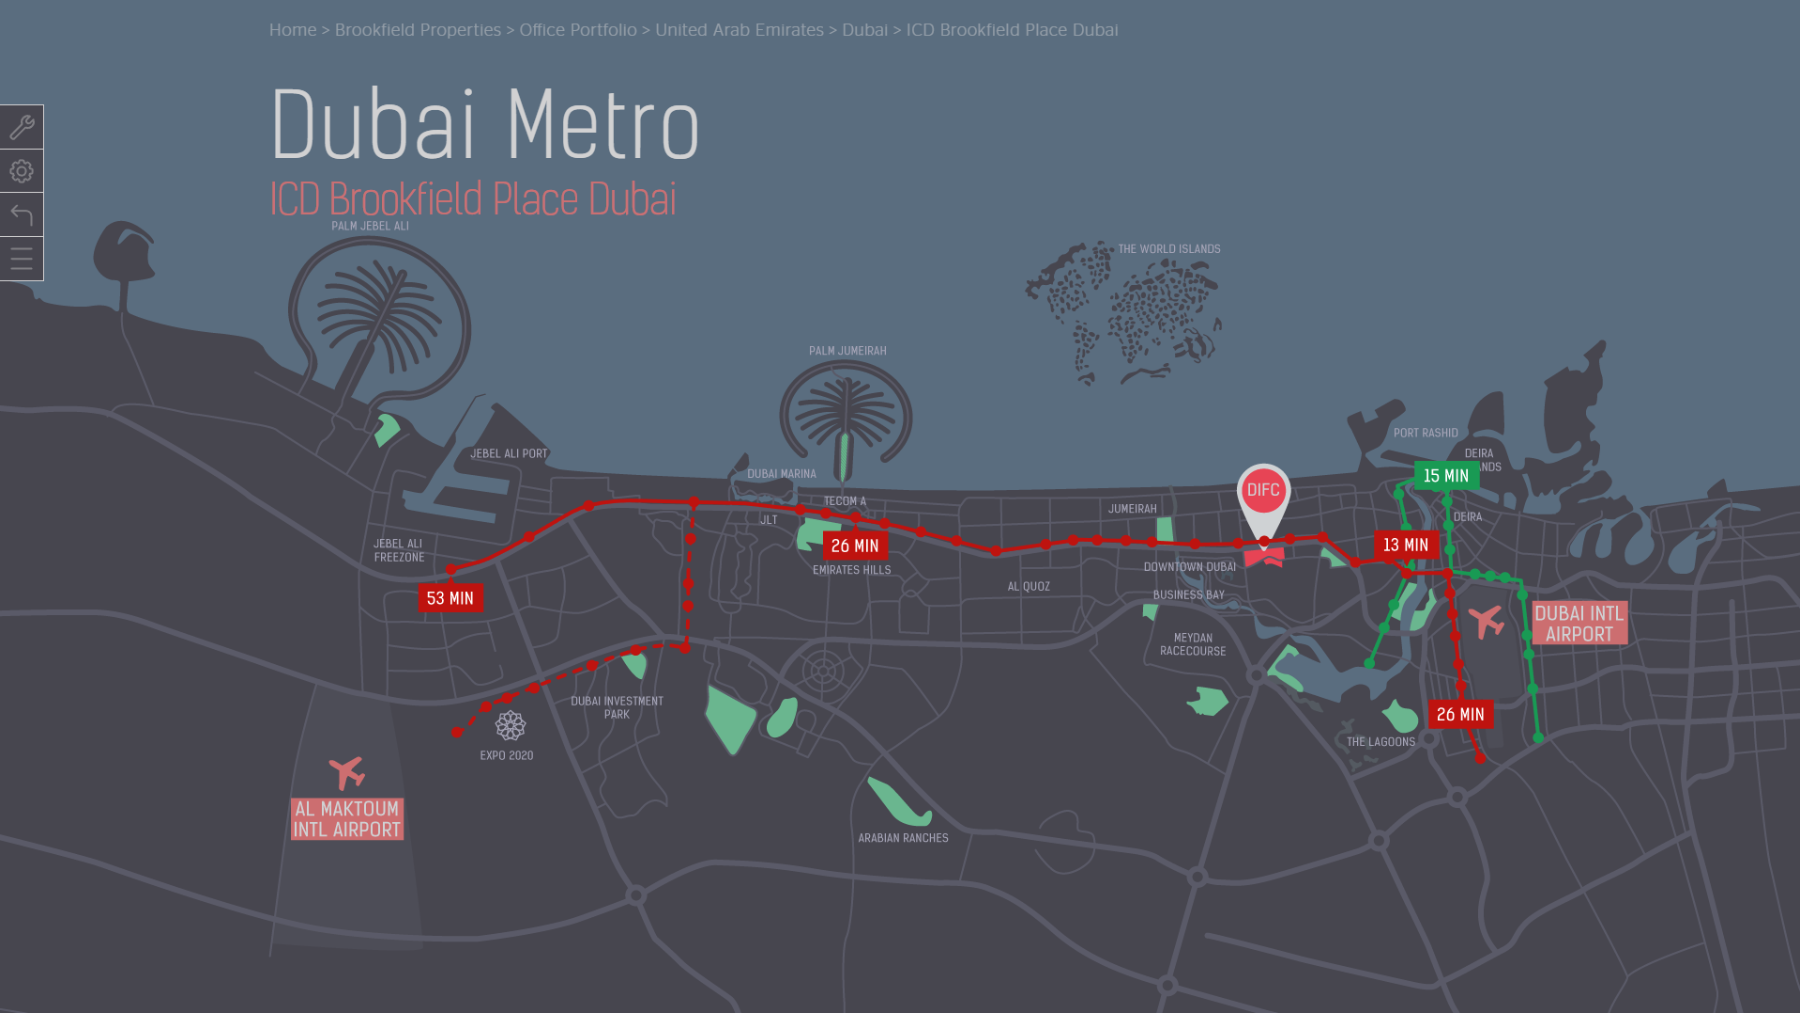 Home > Brookfield Properties > Office Portfolio > United Arab Emirates > Dubai > ICD Brookfield Place Dubai
Dubai Metro
ICD Brookfield Place Dubai
PALM JEBEL ALI
THE WORLD ISLANDS
PALM JUMEIRAH
PORT RASHID
JEBEL ALI PORT
DEIRA
15 MIN
DUBAI MARINA
DIFC
TECOM A
JUMEIRAH
JLT
DEIRA
JEBEL ALI
FREEZONE
26 MIN
13 MIN
EMIRATES HILLS
DOWNTOWN DUBAI
AL QUOZ
BUSINESS BAY
53 MIN
DUBAI INTL
AIRPORT
MEYDAN
RACECOURSE
DUBAI INVESTMENT
PARK
26 MIN
THE LAGOONS
EXPO 2020
AL MAKTOUM
INTL AIRPORT
ARABIAN RANCHES